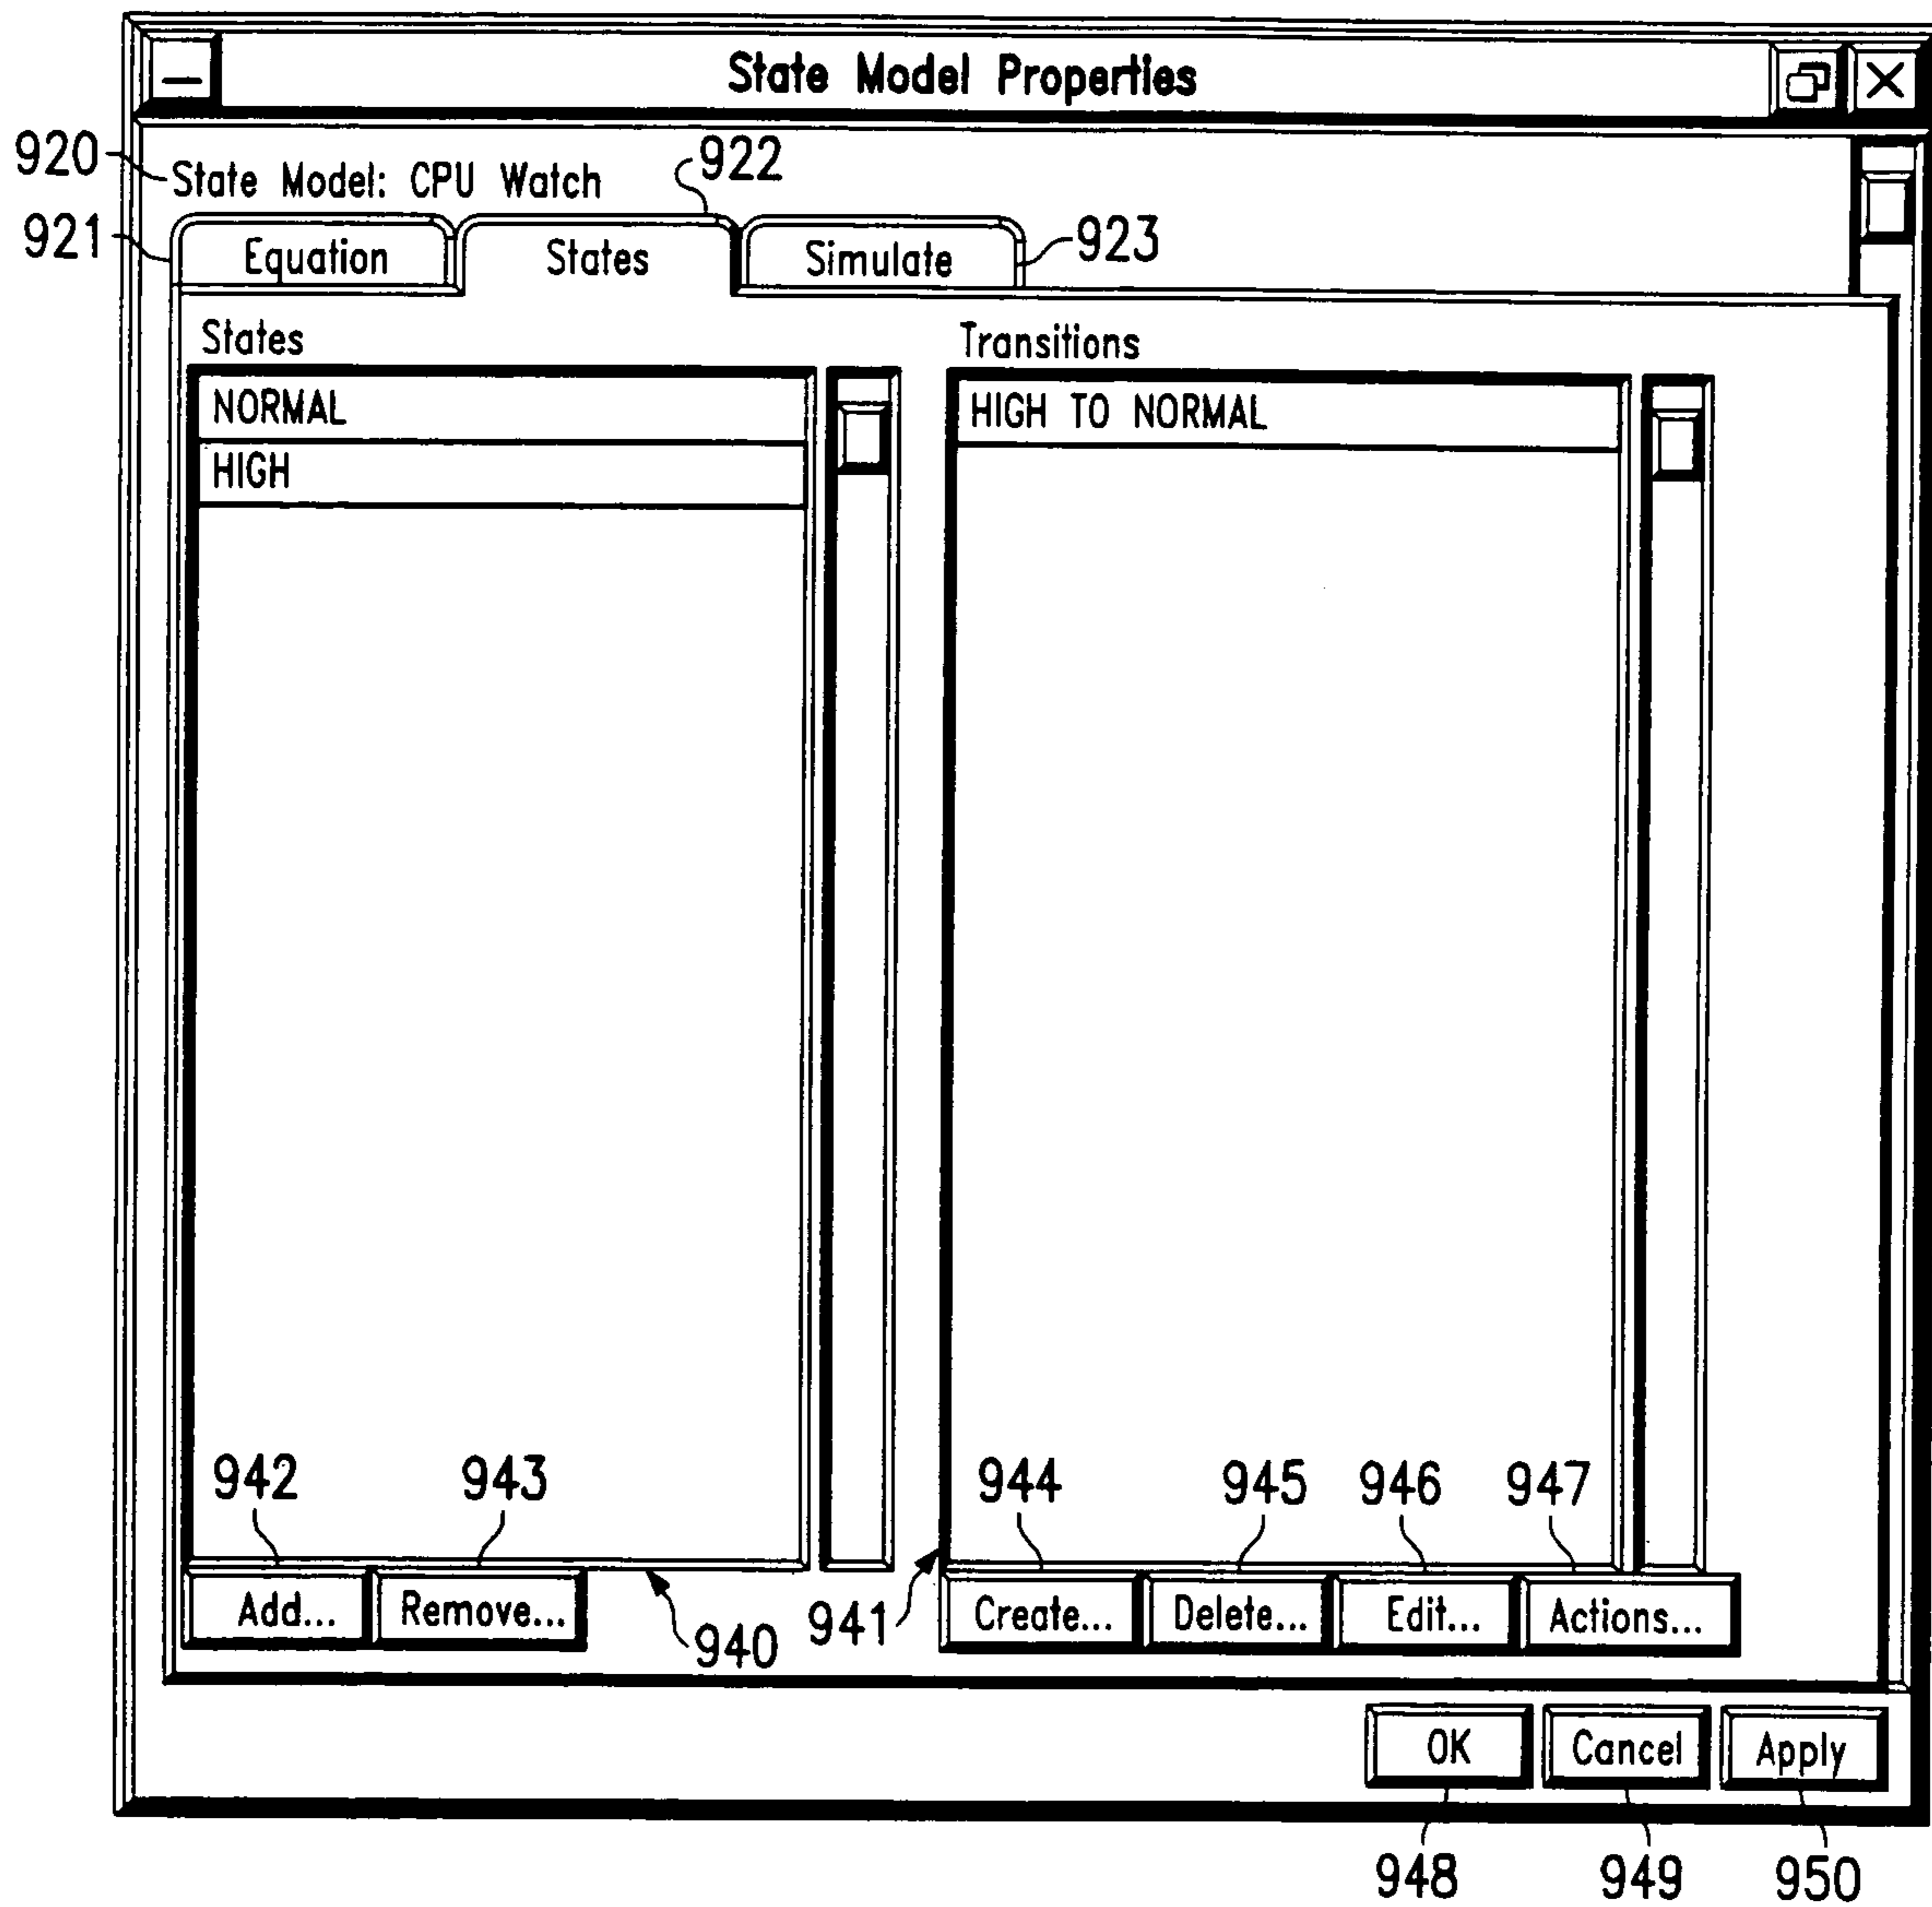 State Model Properties
920
State Model: CPU Watch
922
921
Equation
States
Simulate
923
States
Transitions
NORMAL
HIGH
HIGH TO NORMAL
942
943
944
945
946
947
Add...
Remove...
940
941
Create...
Delete...
Edit...
Actions...
OK
Cancel
Apply
948
949
950